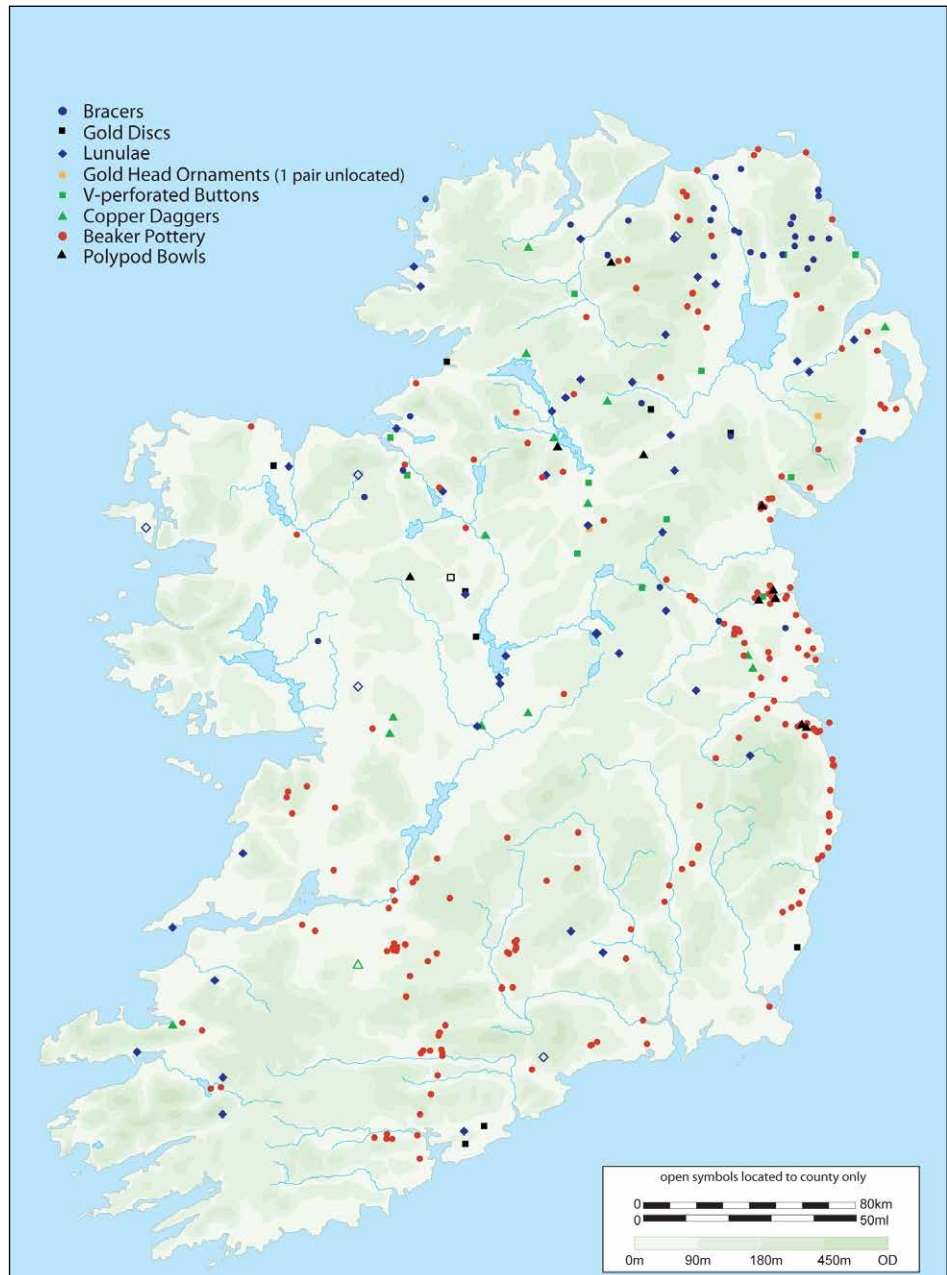 Bracers
Gold Discs
Lunulae
Gold Head Ornaments (1 pair unlocated)
V-perforated Buttons
Copper Daggers
Beaker Pottery
Polypod Bowls
open symbols located to county only
0 80km
0 50ml
0m 90m 180m 450m OD